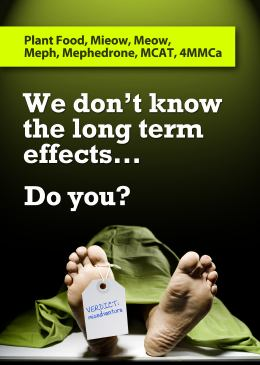 Plant Food, Mieow, Meow,
Meph, Mephedrone, MCAT, 4MMCa
We don't know
the long term
effects...
Do you?
VERDICT:
misadventure